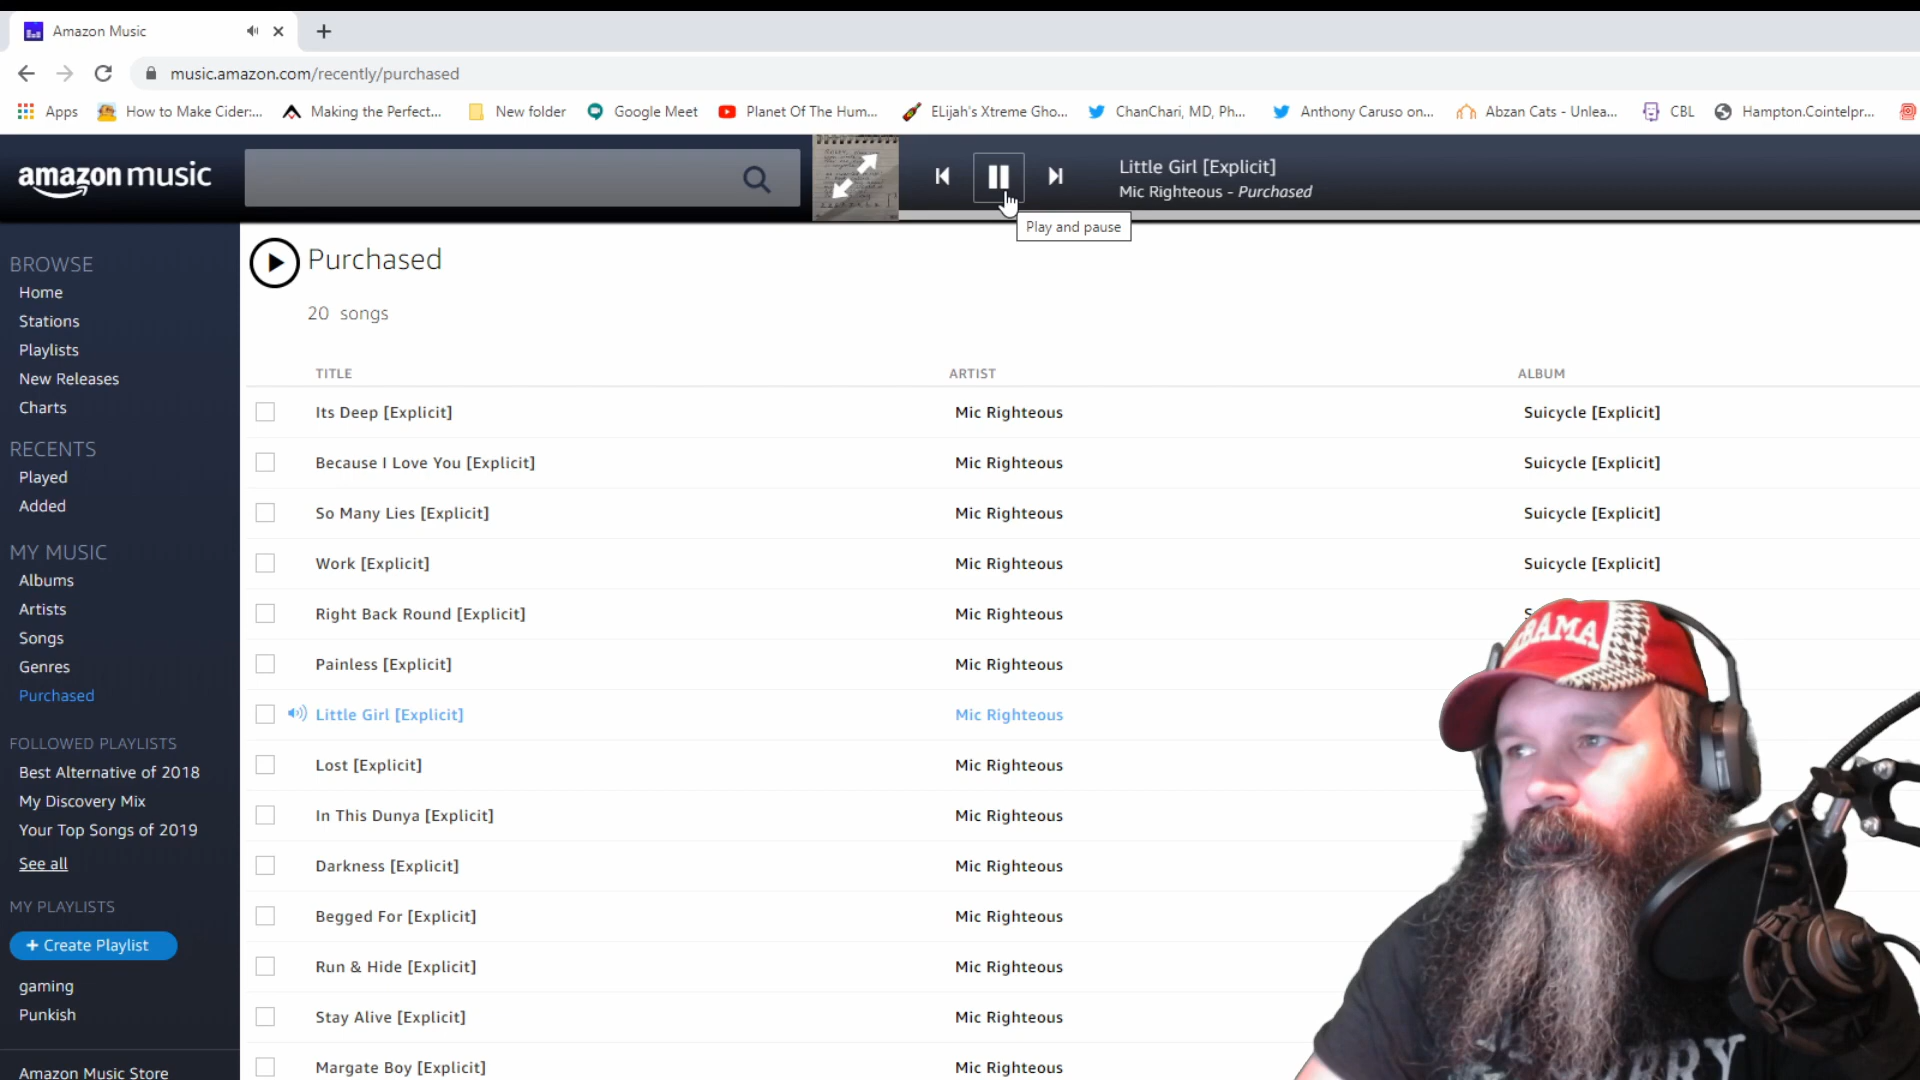 Amazon Music
music.amazon.com/recently/purchased
Apps How to Make Cider:... Making the Perfect... New folder Google Meet Planet Of The Hum... ELijah's Xtreme Gho... ChanChari, MD, Ph... Anthony Caruso on... Abzan Cats - Unlea... CBL Hampton.Cointelpr...
amazon music
Little Girl [Explicit]
Mic Righteous - Purchased
Play and pause
BROWSE
Home
Stations
Playlists
New Releases
Charts
RECENTS
Played
Added
MY MUSIC
Albums
Artists
Songs
Genres
Purchased
FOLLOWED PLAYLISTS
Best Alternative of 2018
My Discovery Mix
Your Top Songs of 2019
See all
MY PLAYLISTS
+ Create Playlist
gaming
Punkish
Amazon Music Store
Purchased
20 songs
TITLE ARTIST ALBUM
Its Deep [Explicit] Mic Righteous Suicycle [Explicit]
Because I Love You [Explicit] Mic Righteous Suicycle [Explicit]
So Many Lies [Explicit] Mic Righteous Suicycle [Explicit]
Work [Explicit] Mic Righteous Suicycle [Explicit]
Right Back Round [Explicit] Mic Righteous
Painless [Explicit] Mic Righteous
Little Girl [Explicit] Mic Righteous
Lost [Explicit] Mic Righteous
In This Dunya [Explicit] Mic Righteous
Darkness [Explicit] Mic Righteous
Begged For [Explicit] Mic Righteous
Run & Hide [Explicit] Mic Righteous
Stay Alive [Explicit] Mic Righteous
Margate Boy [Explicit] Mic Righteous